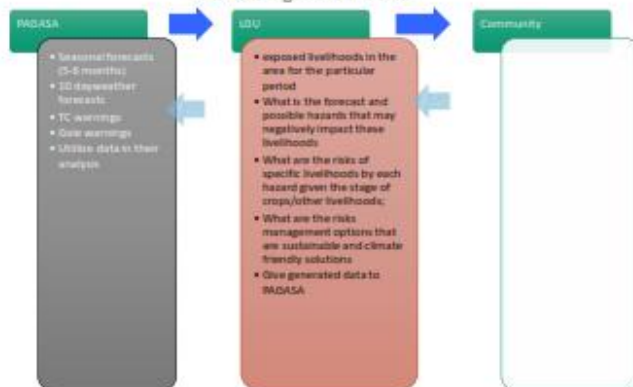 PAGASA
LGU
Community
• Seasonal forecasts
(5-6 months)
• 10 day weather
forecasts
• TC warnings
• Gale warnings
• Utilize data in their
analysis
• exposed livelihoods in the
area for the particular
period
• What is the forecast and
possible hazards that may
negatively impact these
livelihoods
• What are the risks of
specific livelihoods by each
hazard given the stage of
crops/other livelihoods;
• What are the risks
management options that
are sustainable and climate
friendly solutions
• Give generated data to
PAGASA